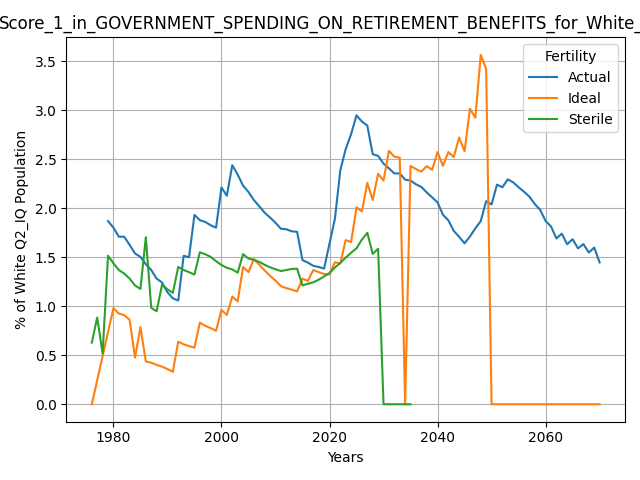 Score_1_in_GOVERNMENT_SPENDING_ON_RETIREMENT_BENEFITS_for_White_
Fertility
Actual
Ideal
Sterile
% of White Q2_IQ Population
3.5
3.0
2.5
2.0
1.5
1.0
0.5
0.0
1980 2000 2020 2040 2060
Years